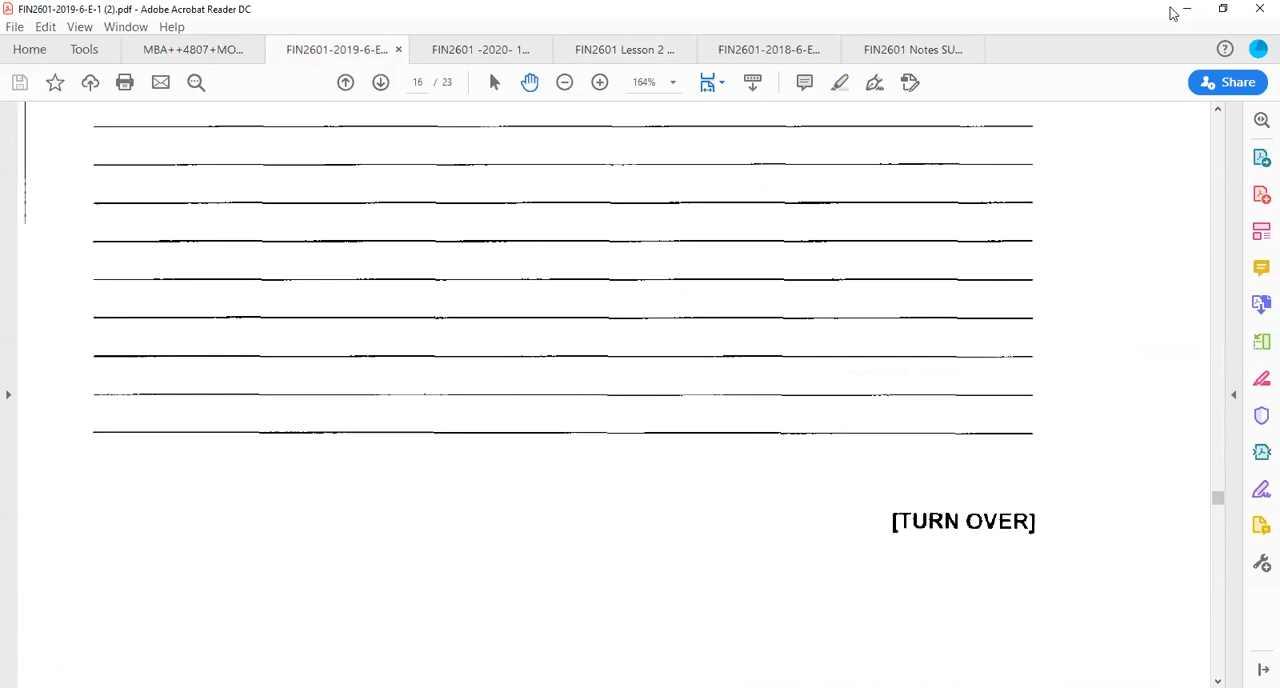 FIN2601-2019-6-E-1 (2).pdf - Adobe Acrobat Reader DC
File Edit View Window Help
Home Tools MBA++4807+MO... FIN2601-2019-6-E... × FIN2601 -2020- 1... FIN2601 Lesson 2 ... FIN2601-2018-6-E... FIN2601 Notes SU...
16 / 23 164% Share
[TURN OVER]